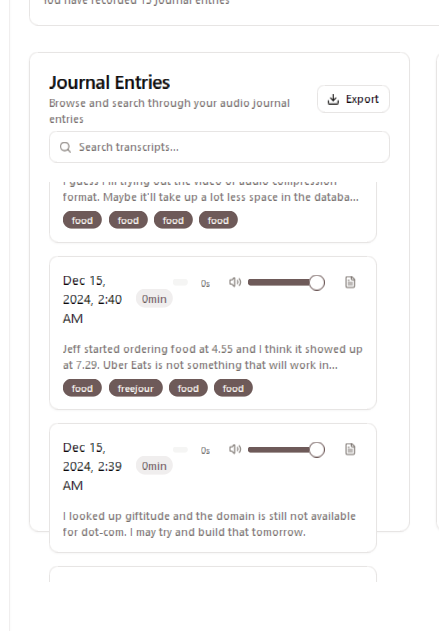 You have recorded 15 journal entries
Journal Entries
Browse and search through your audio journal
entries
Export
Search transcripts...
I guess I'm trying out the video or audio compression
format. Maybe it'll take up a lot less space in the databa...
food food food food
Dec 15,
2024, 2:40
AM
0min
0s
Jeff started ordering food at 4.55 and I think it showed up
at 7.29. Uber Eats is not something that will work in...
food freejour food food
Dec 15,
2024, 2:39
AM
0min
0s
I looked up giftitude and the domain is still not available
for dot-com. I may try and build that tomorrow.